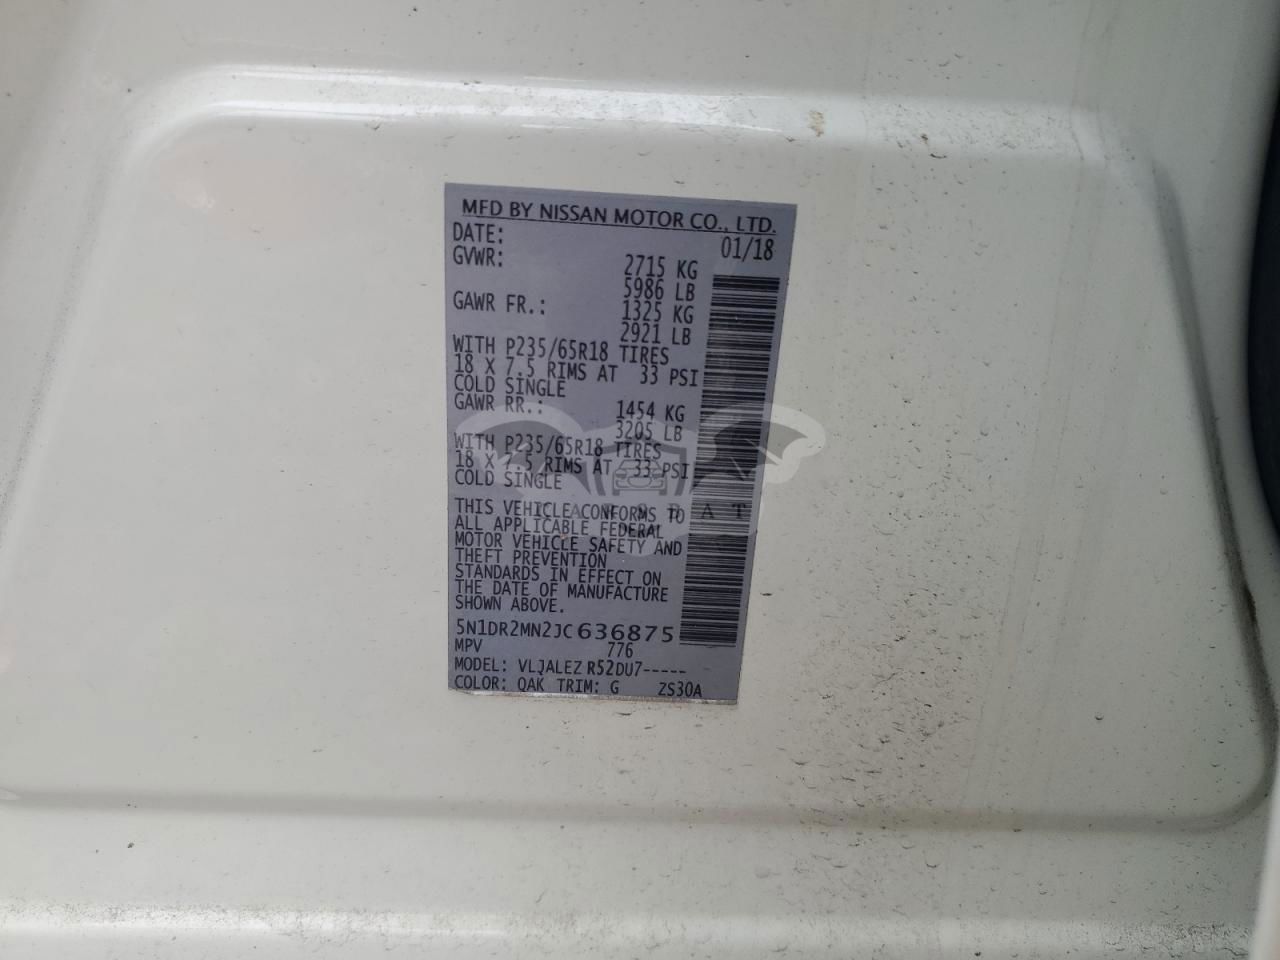 MFD BY NISSAN MOTOR CO., LTD.
DATE: 01/18
GVWR: 2715 KG
5986 LB
GAWR FR.: 1325 KG
2921 LB
WITH P235/65R18 TIRES
18 X 7.5 RIMS AT 33 PSI
COLD SINGLE
GAWR RR.: 1454 KG
3205 LB
WITH P235/65R18 TIRES
18 X 7.5 RIMS AT 33 PSI
COLD SINGLE
THIS VEHICLE CONFORMS TO
ALL APPLICABLE FEDERAL
MOTOR VEHICLE SAFETY AND
THEFT PREVENTION
STANDARDS IN EFFECT ON
THE DATE OF MANUFACTURE
SHOWN ABOVE.
5N1DR2MN2JC636875
MPV 776
MODEL: VLJALEZ R52DU7-----
COLOR: QAK TRIM: G ZS30A